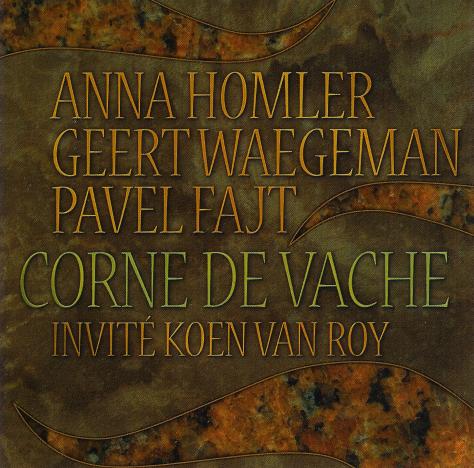 ANNA HOMLER
GEERT WAEGEMAN
PAVEL FAJT
CORNE DE VACHE
INVITÉ KOEN VAN ROY